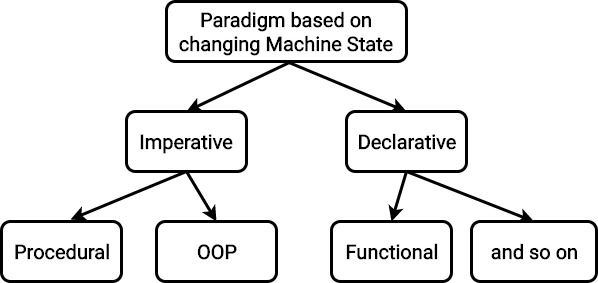 Paradigm based on
changing Machine State
Imperative
Declarative
Procedural
OOP
Functional
and so on